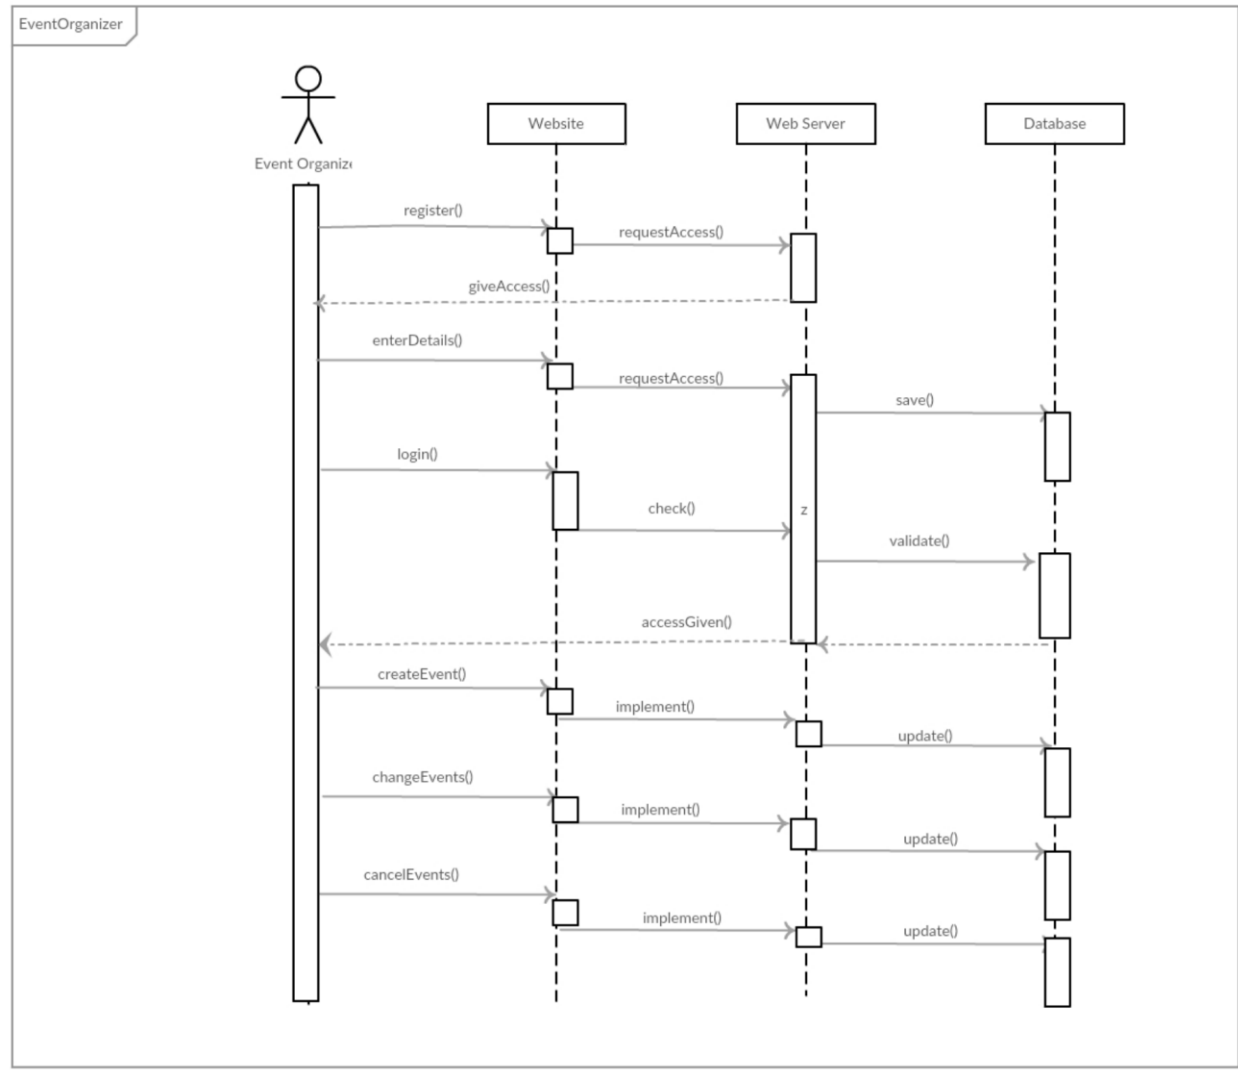 EventOrganizer
Event Organize
Website
Web Server
Database
register()
requestAccess()
giveAccess()
enterDetails()
requestAccess()
save()
login()
check()
z
validate()
accessGiven()
createEvent()
implement()
update()
changeEvents()
implement()
update()
cancelEvents()
implement()
update()